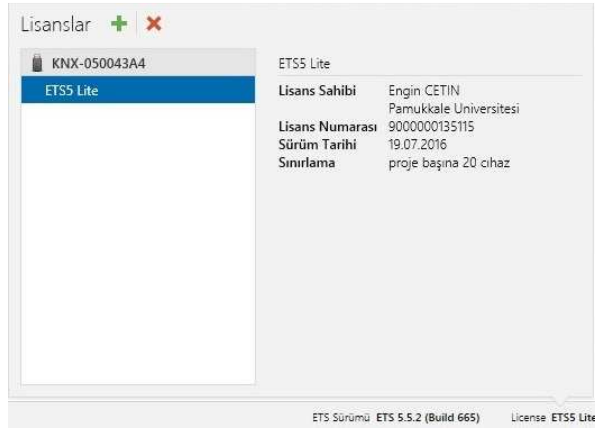 Lisanslar
KNX-050043A4
ETS5 Lite
ETS5 Lite
Lisans Sahibi Engin CETIN
Pamukkale Universitesi
Lisans Numarası 9000000135115
Sürüm Tarihi 19.07.2016
Sınırlama proje başına 20 cihaz
ETS Sürümü ETS 5.5.2 (Build 665) License ETS5 Lite